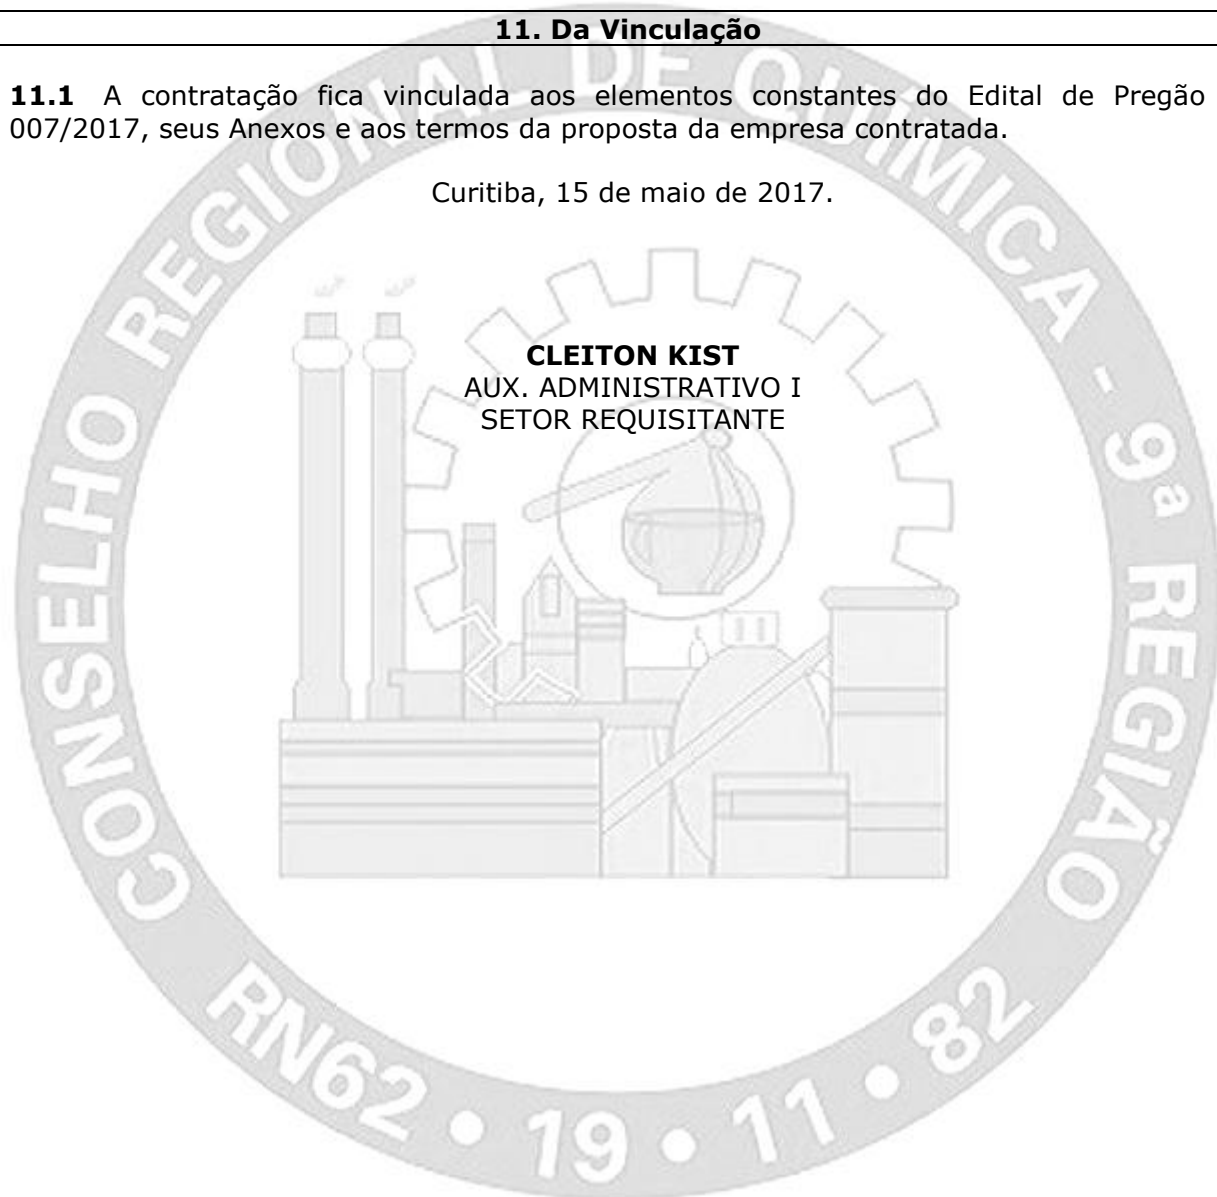 11. Da Vinculação
11.1 A contratação fica vinculada aos elementos constantes do Edital de Pregão
007/2017, seus Anexos e aos termos da proposta da empresa contratada.
Curitiba, 15 de maio de 2017.
CLEITON KIST
AUX. ADMINISTRATIVO I
SETOR REQUISITANTE
CONSELHO REGIONAL DE QUÍMICA - 9ª REGIÃO
RN62 • 19 • 11 • 82